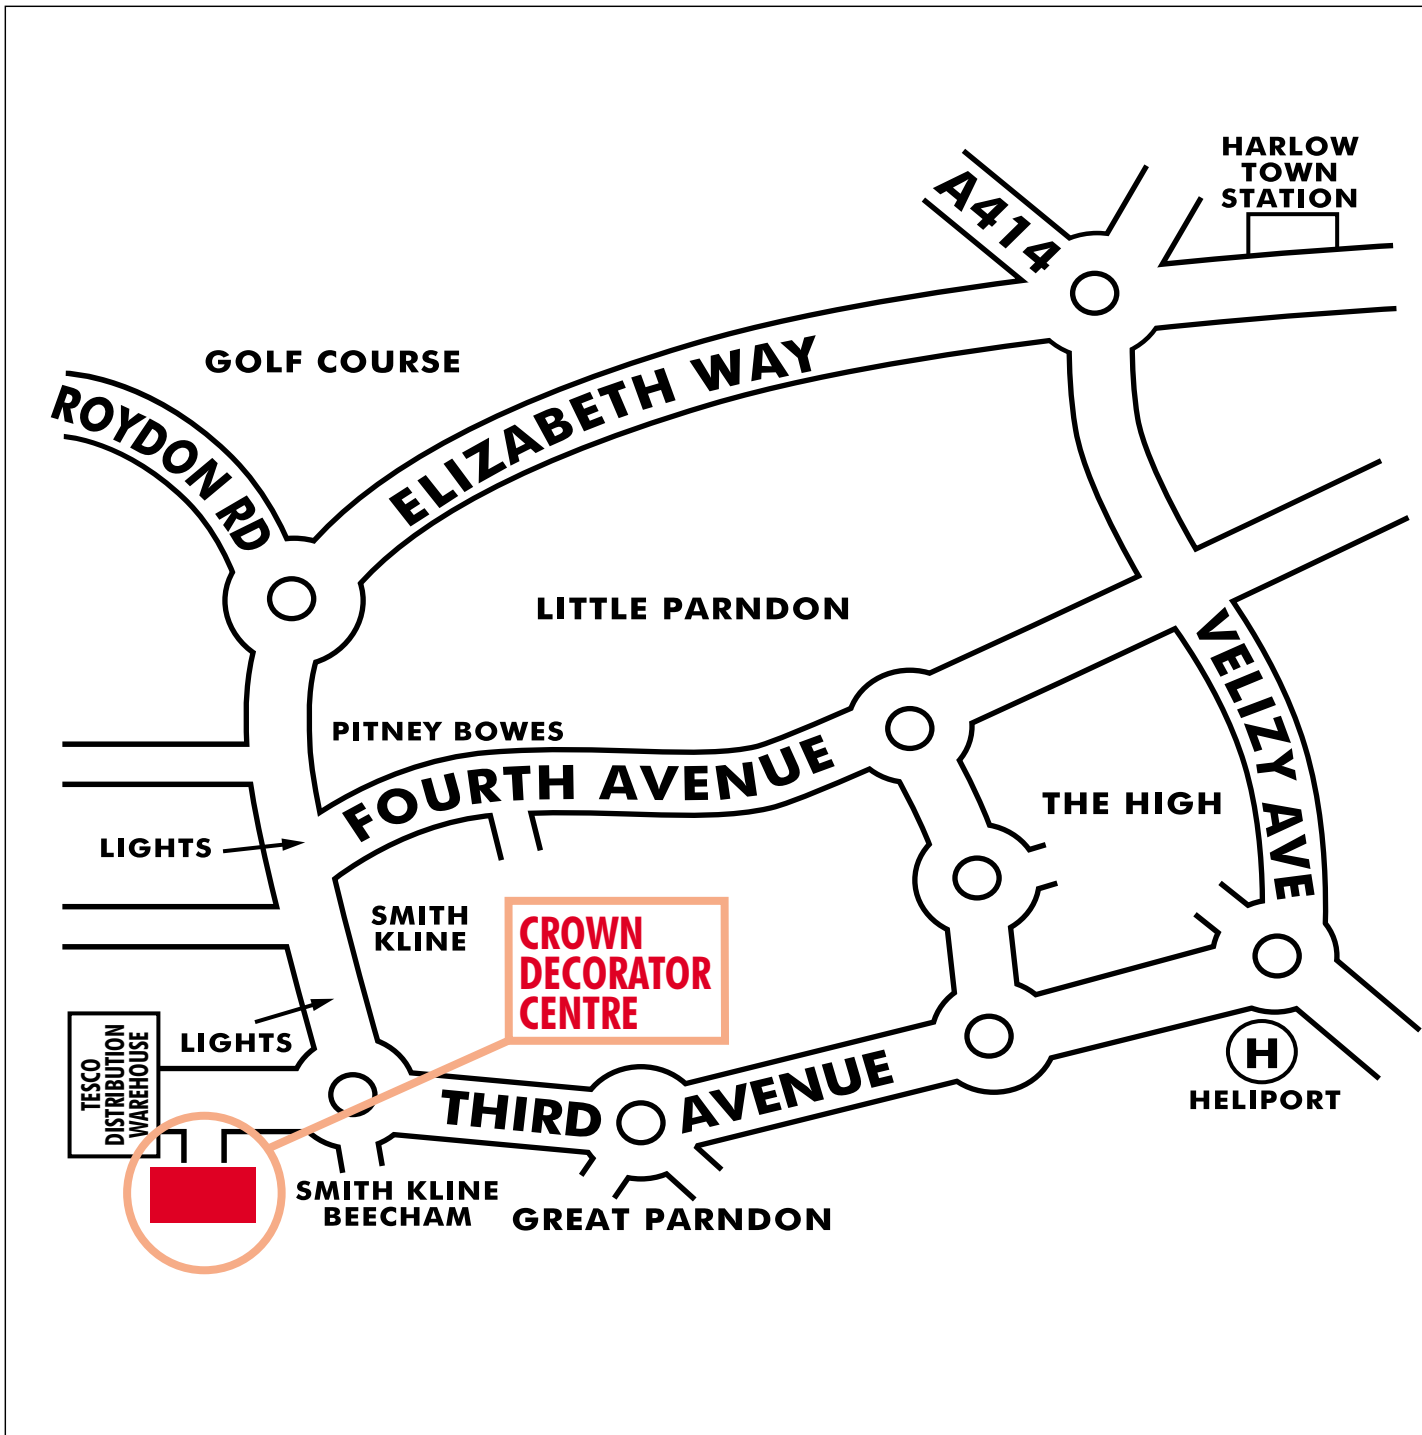 HARLOW
TOWN
STATION
A414
GOLF COURSE
ELIZABETH WAY
ROYDON RD
LITTLE PARNDON
VELIZY AVE
PITNEY BOWES
FOURTH AVENUE
THE HIGH
LIGHTS
SMITH
KLINE
CROWN
DECORATOR
CENTRE
LIGHTS
TESCO
DISTRIBUTION
WAREHOUSE
THIRD AVENUE
H
HELIPORT
SMITH KLINE
BEECHAM
GREAT PARNDON